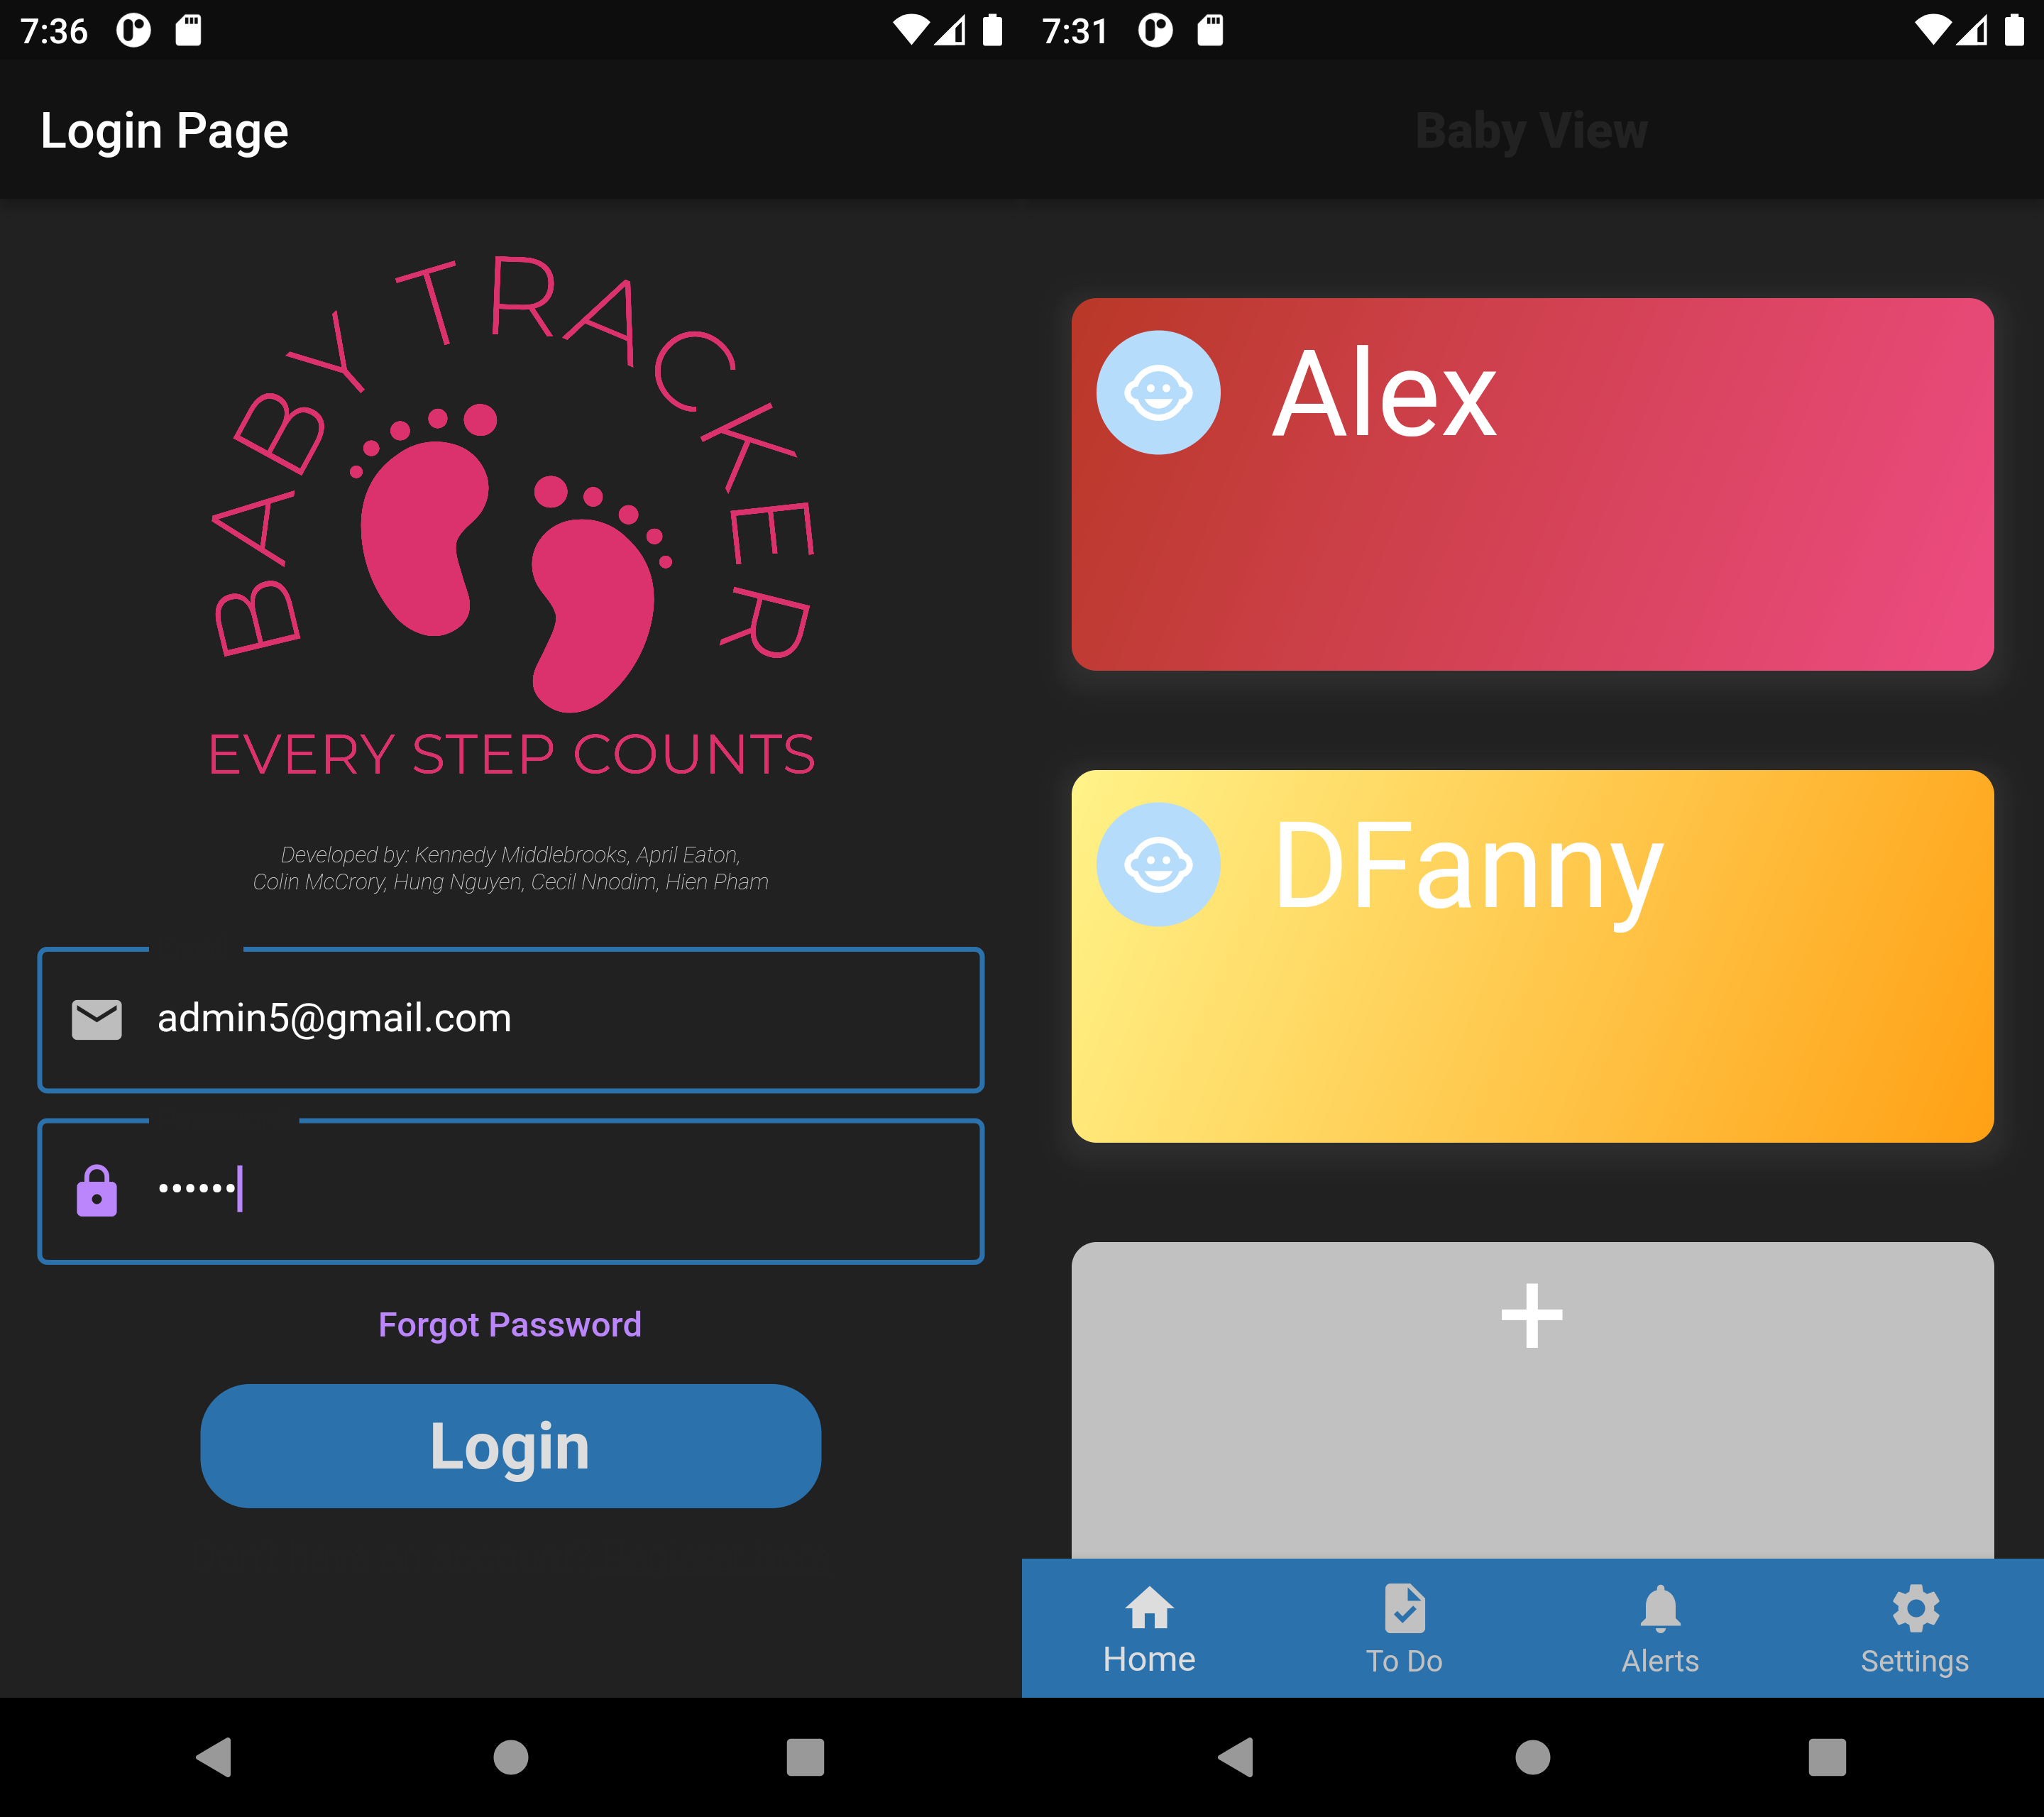 7:36
Login Page
BABY TRACKER
EVERY STEP COUNTS
Developed by: Kennedy Middlebrooks, April Eaton,
Colin McCrory, Hung Nguyen, Cecil Nnodim, Hien Pham
admin5@gmail.com
••••••
Forgot Password
Login
7:31
Baby View
Alex
DFanny
+
Home
To Do
Alerts
Settings